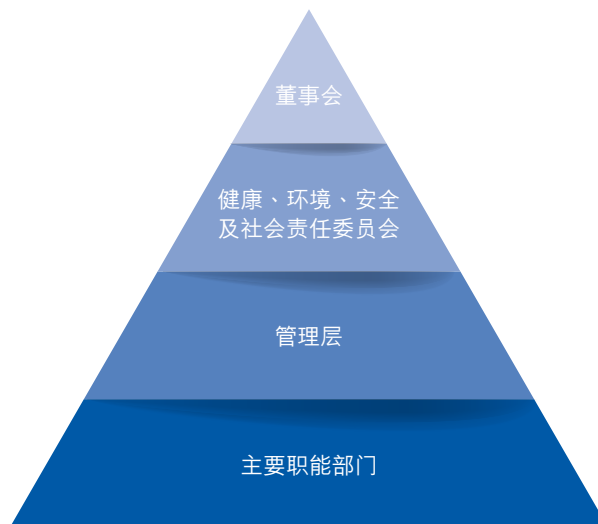 董事会
健康、环境、安全
及社会责任委员会
管理层
主要职能部门